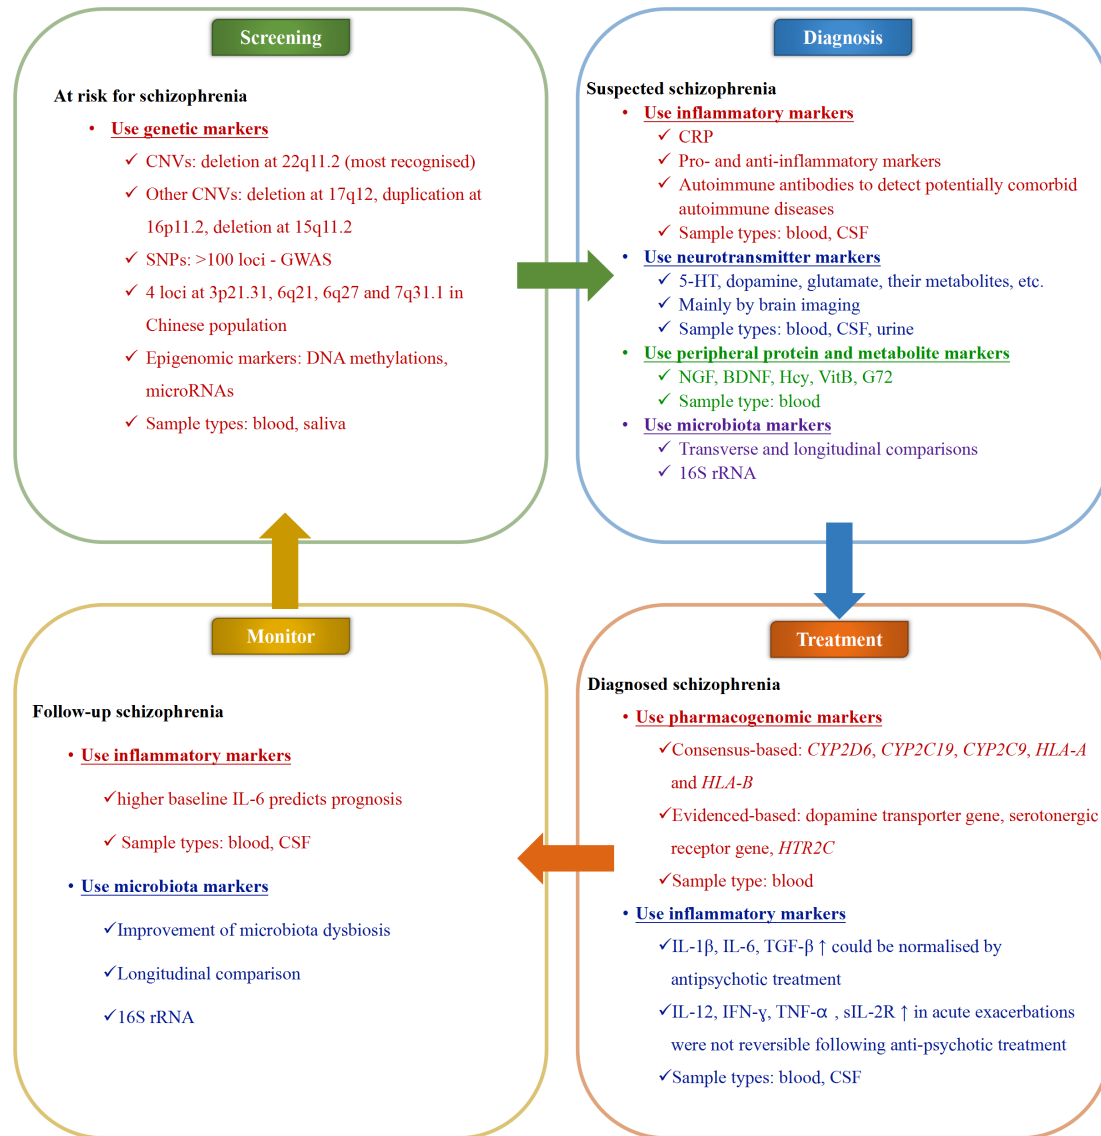 Screening
At risk for schizophrenia
• Use genetic markers
✓ CNVs: deletion at 22q11.2 (most recognised)
✓ Other CNVs: deletion at 17q12, duplication at
16p11.2, deletion at 15q11.2
✓ SNPs: >100 loci - GWAS
✓ 4 loci at 3p21.31, 6q21, 6q27 and 7q31.1 in
Chinese population
✓ Epigenomic markers: DNA methylations,
microRNAs
✓ Sample types: blood, saliva
Diagnosis
Suspected schizophrenia
• Use inflammatory markers
✓ CRP
✓ Pro- and anti-inflammatory markers
✓ Autoimmune antibodies to detect potentially comorbid
autoimmune diseases
✓ Sample types: blood, CSF
• Use neurotransmitter markers
✓ 5-HT, dopamine, glutamate, their metabolites, etc.
✓ Mainly by brain imaging
✓ Sample types: blood, CSF, urine
• Use peripheral protein and metabolite markers
✓ NGF, BDNF, Hcy, VitB, G72
✓ Sample type: blood
• Use microbiota markers
✓ Transverse and longitudinal comparisons
✓ 16S rRNA
Treatment
Diagnosed schizophrenia
• Use pharmacogenomic markers
✓Consensus-based: CYP2D6, CYP2C19, CYP2C9, HLA-A
and HLA-B
✓Evidenced-based: dopamine transporter gene, serotonergic
receptor gene, HTR2C
✓Sample type: blood
• Use inflammatory markers
✓IL-1β, IL-6, TGF-β ↑ could be normalised by
antipsychotic treatment
✓IL-12, IFN-γ, TNF-α , sIL-2R ↑ in acute exacerbations
were not reversible following anti-psychotic treatment
✓Sample types: blood, CSF
Monitor
Follow-up schizophrenia
• Use inflammatory markers
✓higher baseline IL-6 predicts prognosis
✓ Sample types: blood, CSF
• Use microbiota markers
✓Improvement of microbiota dysbiosis
✓Longitudinal comparison
✓16S rRNA